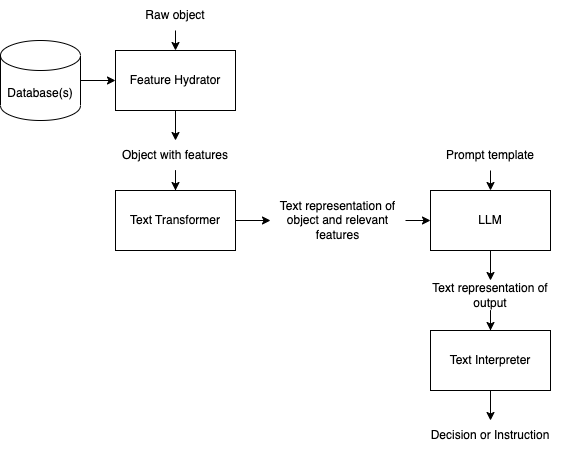 Raw object
Database(s)
Feature Hydrator
Object with features
Prompt template
Text Transformer
Text representation of
object and relevant
features
LLM
Text representation of
output
Text Interpreter
Decision or Instruction